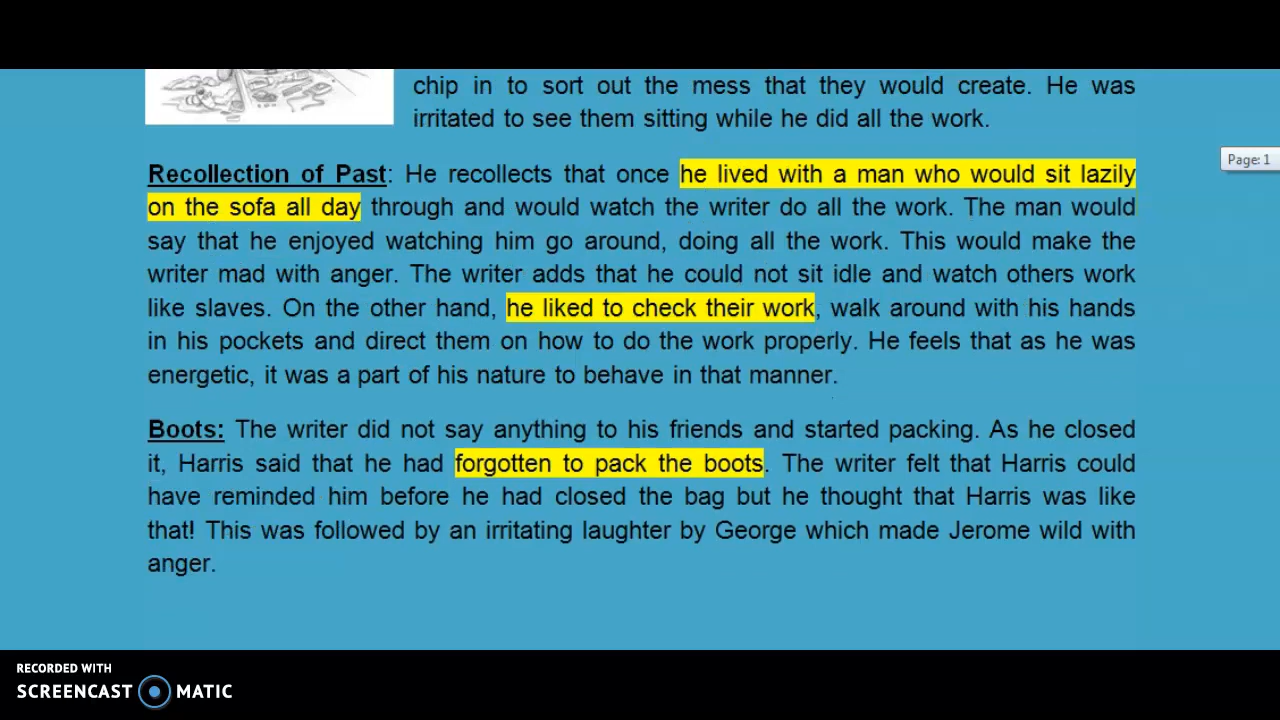 chip in to sort out the mess that they would create. He was
irritated to see them sitting while he did all the work.
Page: 1
Recollection of Past: He recollects that once he lived with a man who would sit lazily
on the sofa all day through and would watch the writer do all the work. The man would
say that he enjoyed watching him go around, doing all the work. This would make the
writer mad with anger. The writer adds that he could not sit idle and watch others work
like slaves. On the other hand, he liked to check their work, walk around with his hands
in his pockets and direct them on how to do the work properly. He feels that as he was
energetic, it was a part of his nature to behave in that manner.
Boots: The writer did not say anything to his friends and started packing. As he closed
it, Harris said that he had forgotten to pack the boots. The writer felt that Harris could
have reminded him before he had closed the bag but he thought that Harris was like
that! This was followed by an irritating laughter by George which made Jerome wild with
anger.
RECORDED WITH
SCREENCAST MATIC